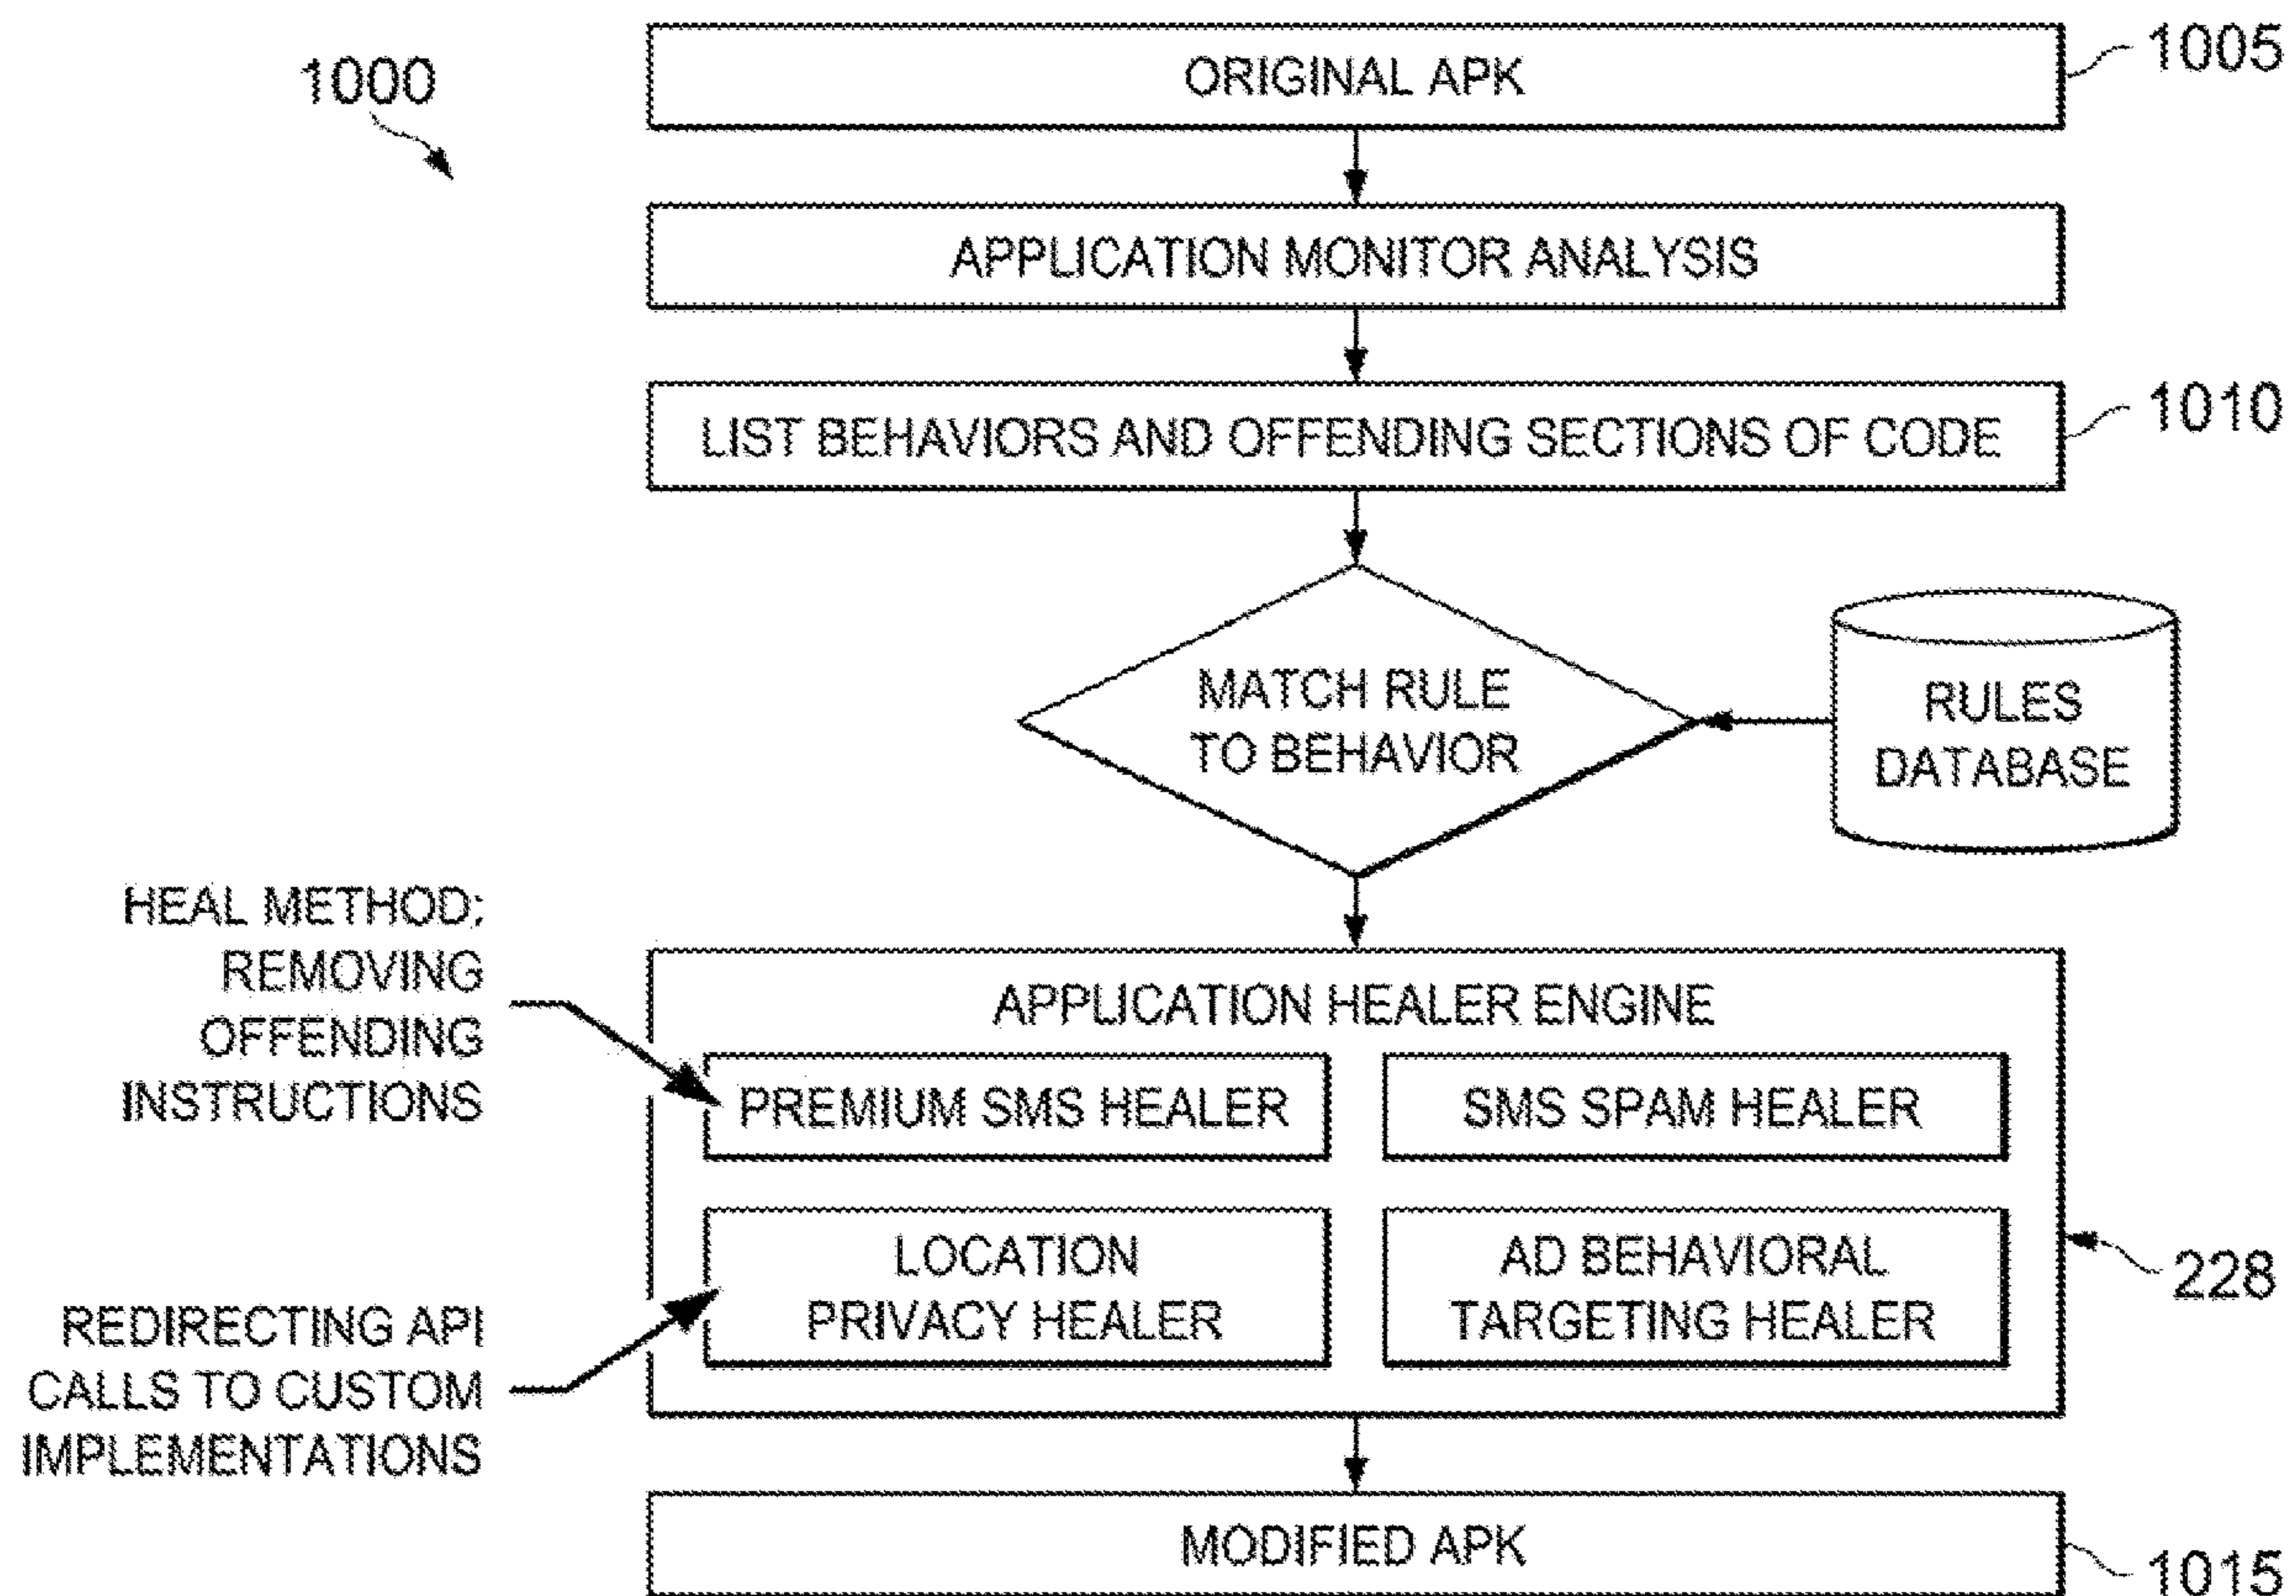 1000
ORIGINAL APK
1005
APPLICATION MONITOR ANALYSIS
LIST BEHAVIORS AND OFFENDING SECTIONS OF CODE
1010
MATCH RULE
TO BEHAVIOR
RULES
DATABASE
HEAL METHOD;
REMOVING
OFFENDING
INSTRUCTIONS
APPLICATION HEALER ENGINE
PREMIUM SMS HEALER
SMS SPAM HEALER
LOCATION
PRIVACY HEALER
AD BEHAVIORAL
TARGETING HEALER
228
REDIRECTING API
CALLS TO CUSTOM
IMPLEMENTATIONS
MODIFIED APK
1015